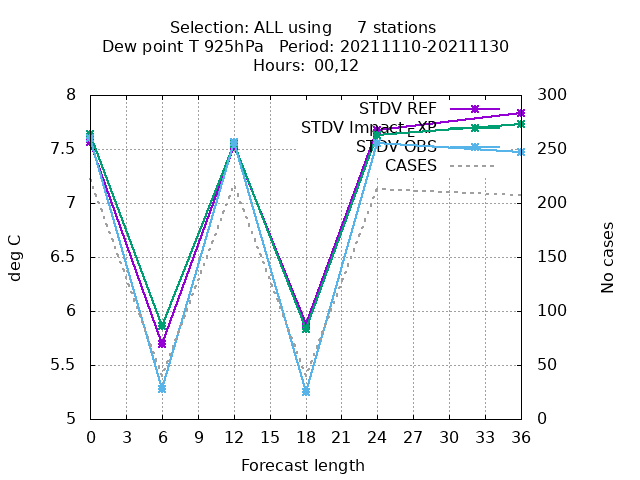 Selection: ALL using     7 stations
Dew point T 925hPa   Period: 20211110-20211130
Hours:  00,12
STDV REF
STDV Impact_EXP
STDV OBS
CASES
8
7.5
7
6.5
6
5.5
5
300
250
200
150
100
50
0
deg C
No cases
0 3 6 9 12 15 18 21 24 27 30 33 36
Forecast length